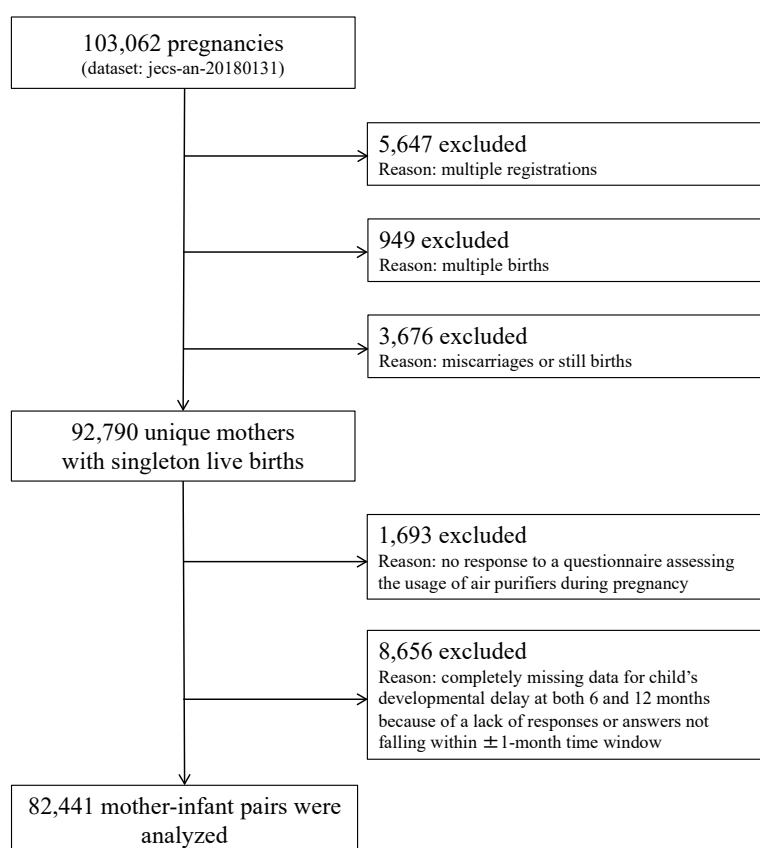 103,062 pregnancies
(dataset: jecs-an-20180131)
5,647 excluded
Reason: multiple registrations
949 excluded
Reason: multiple births
3,676 excluded
Reason: miscarriages or still births
92,790 unique mothers
with singleton live births
1,693 excluded
Reason: no response to a questionnaire assessing
the usage of air purifiers during pregnancy
8,656 excluded
Reason: completely missing data for child’s
developmental delay at both 6 and 12 months
because of a lack of responses or answers not
falling within ±1-month time window
82,441 mother-infant pairs were
analyzed